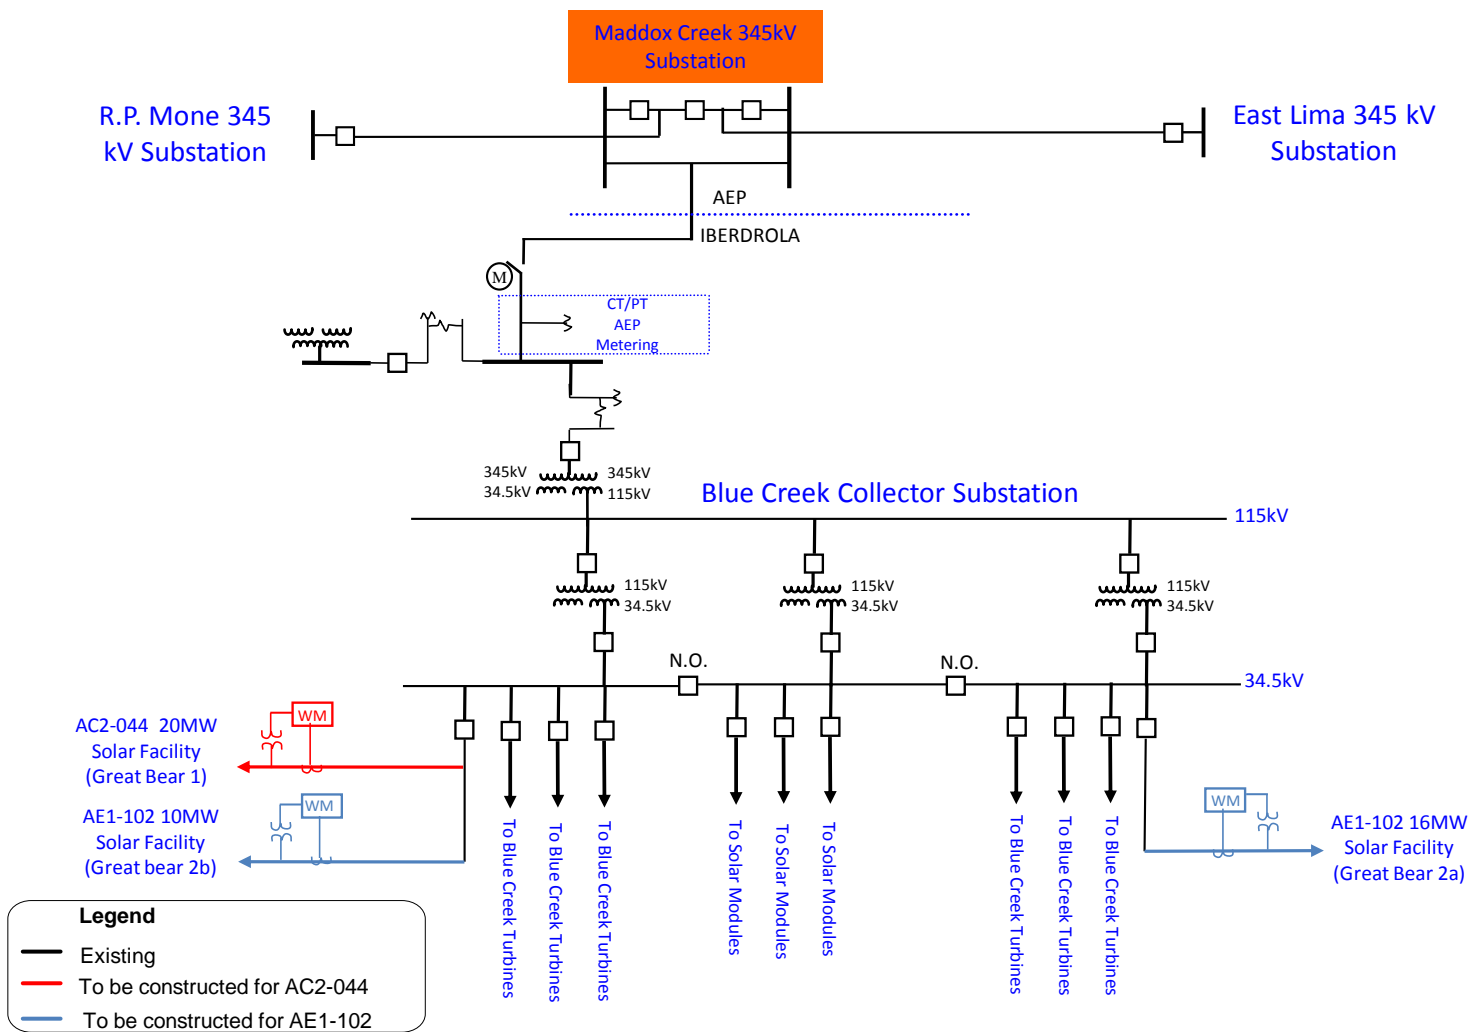 Maddox Creek 345kV
Substation
R.P. Mone 345
kV Substation
East Lima 345 kV
Substation
AEP
IBERDROLA
M
CT/PT
AEP
Metering
345kV
34.5kV
345kV
115kV
Blue Creek Collector Substation
115kV
115kV
34.5kV
115kV
34.5kV
115kV
34.5kV
N.O.
N.O.
34.5kV
AC2-044 20MW
Solar Facility
(Great Bear 1)
WM
AE1-102 10MW
Solar Facility
(Great bear 2b)
WM
To Blue Creek Turbines
To Blue Creek Turbines
To Blue Creek Turbines
To Solar Modules
To Solar Modules
To Solar Modules
To Blue Creek Turbines
To Blue Creek Turbines
To Blue Creek Turbines
WM
AE1-102 16MW
Solar Facility
(Great Bear 2a)
Legend
Existing
To be constructed for AC2-044
To be constructed for AE1-102